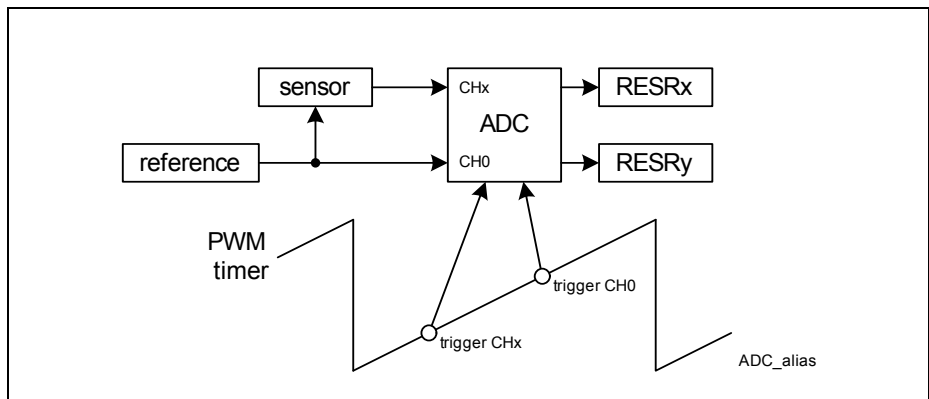 sensor
CHx
RESRx
ADC
reference
CH0
RESRy
PWM
timer
trigger CH0
trigger CHx
ADC_alias